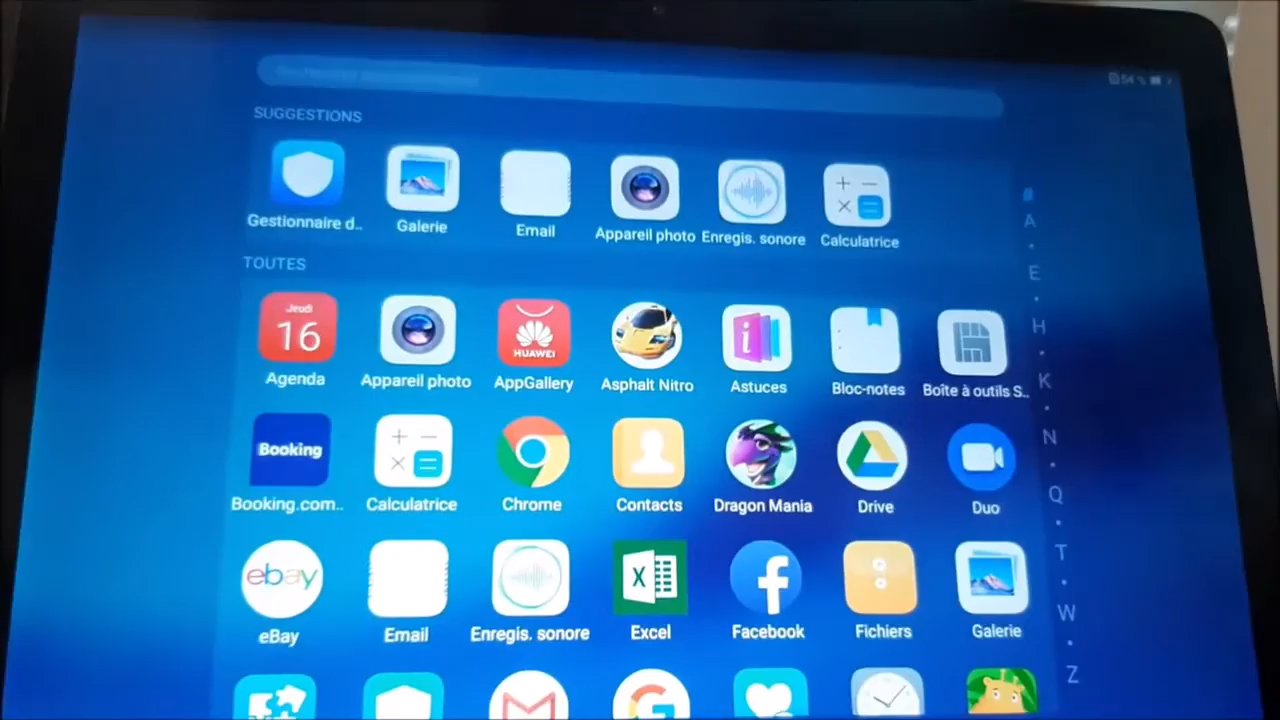 54 %
SUGGESTIONS
Gestionnaire d..
Galerie
Email
Appareil photo
Enregis. sonore
Calculatrice
TOUTES
#
A
E
H
K
N
Q
T
W
Z
Jeudi
16
HUAWEI
Agenda
Appareil photo
AppGallery
Asphalt Nitro
Astuces
Bloc-notes
Boîte à outils S..
Booking
Booking.com..
Calculatrice
Chrome
Contacts
Dragon Mania
Drive
Duo
ebay
eBay
Email
Enregis. sonore
Excel
Facebook
Fichiers
Galerie